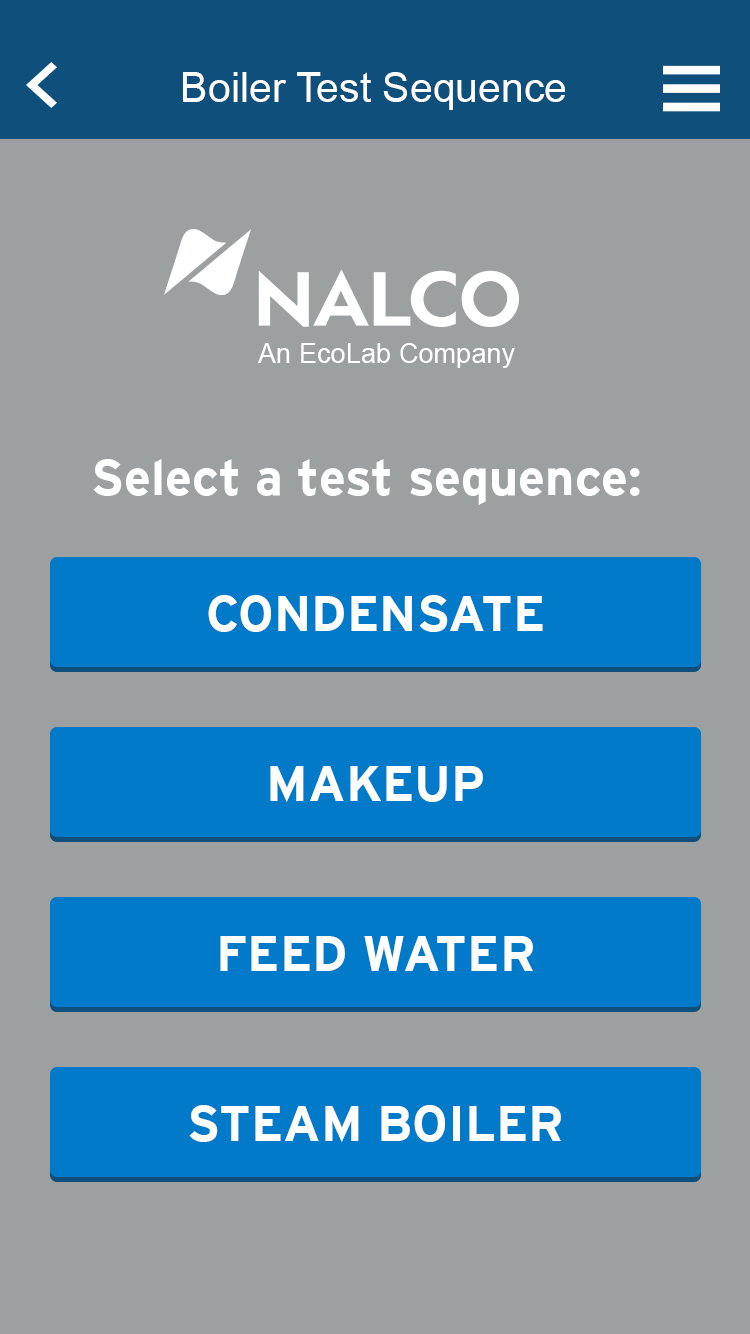 Boiler Test Sequence
NALCO
An EcoLab Company
Select a test sequence:
CONDENSATE
MAKEUP
FEED WATER
STEAM BOILER